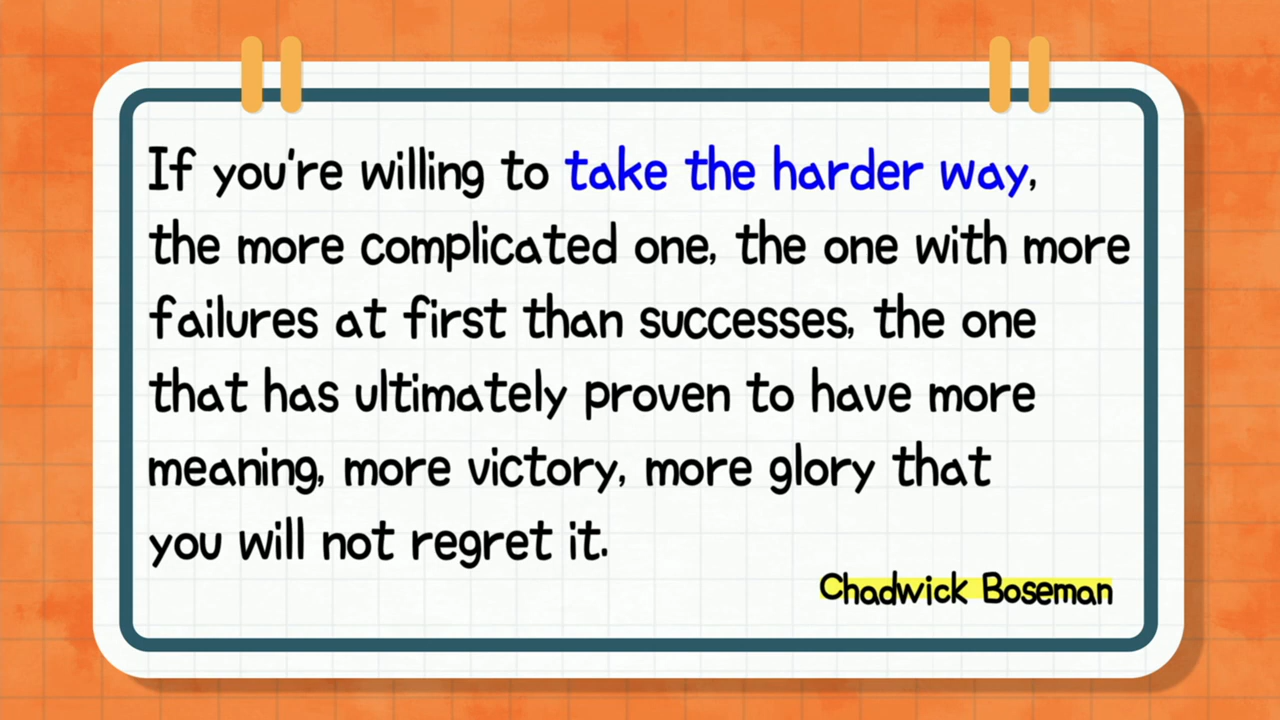 If you're willing to take the harder way,
the more complicated one, the one with more
failures at first than successes, the one
that has ultimately proven to have more
meaning, more victory, more glory that
you will not regret it.
Chadwick Boseman